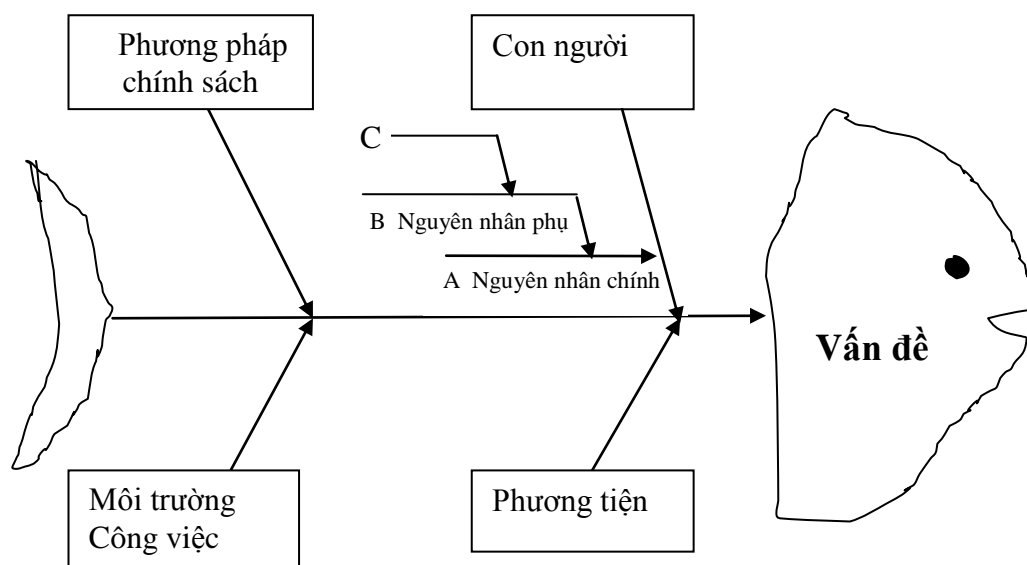 Phương pháp
chính sách
Con người
C
B Nguyên nhân phụ
A Nguyên nhân chính
Vấn đề
Môi trường
Công việc
Phương tiện